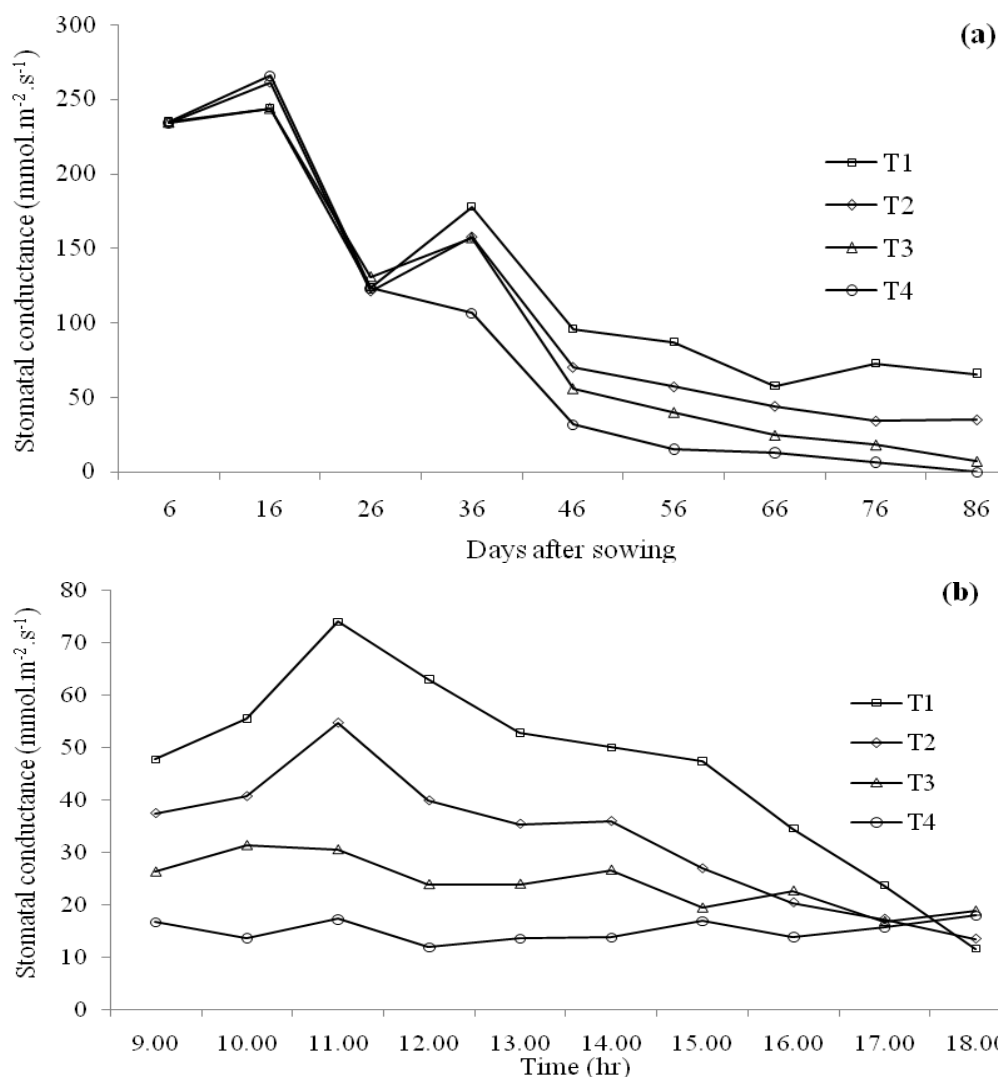 (a)
Stomatal conductance (mmol.m⁻².s⁻¹)
300
250
200
150
100
50
0
T1
T2
T3
T4
6 16 26 36 46 56 66 76 86
Days after sowing
(b)
Stomatal conductance (mmol.m⁻².s⁻¹)
80
70
60
50
40
30
20
10
0
T1
T2
T3
T4
9.00 10.00 11.00 12.00 13.00 14.00 15.00 16.00 17.00 18.0
Time (hr)